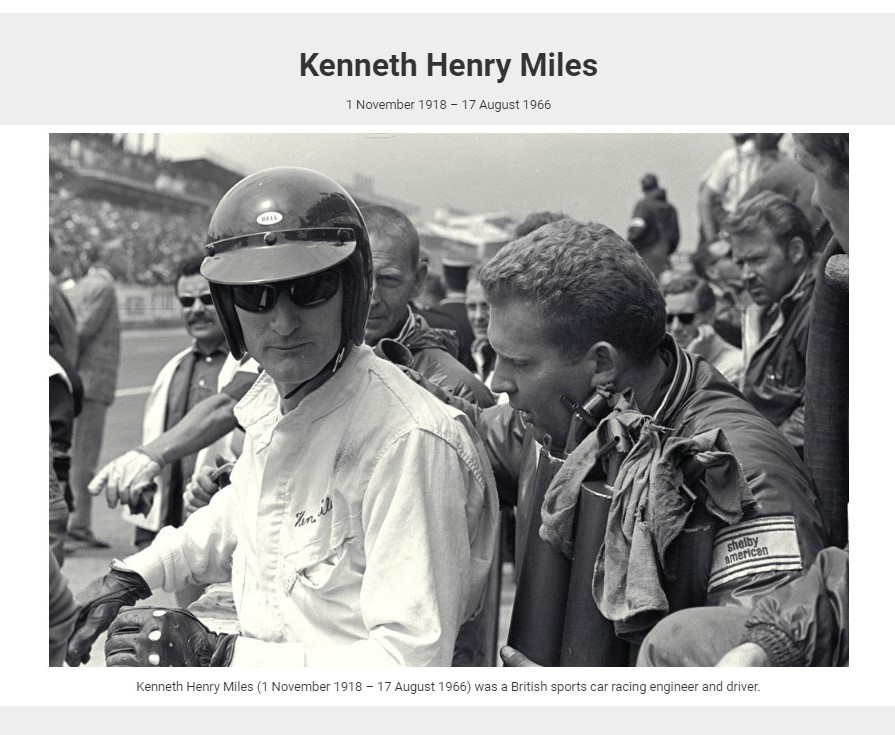 Kenneth Henry Miles
1 November 1918 – 17 August 1966
BELL
Ken
shelby
american
Kenneth Henry Miles (1 November 1918 – 17 August 1966) was a British sports car racing engineer and driver.